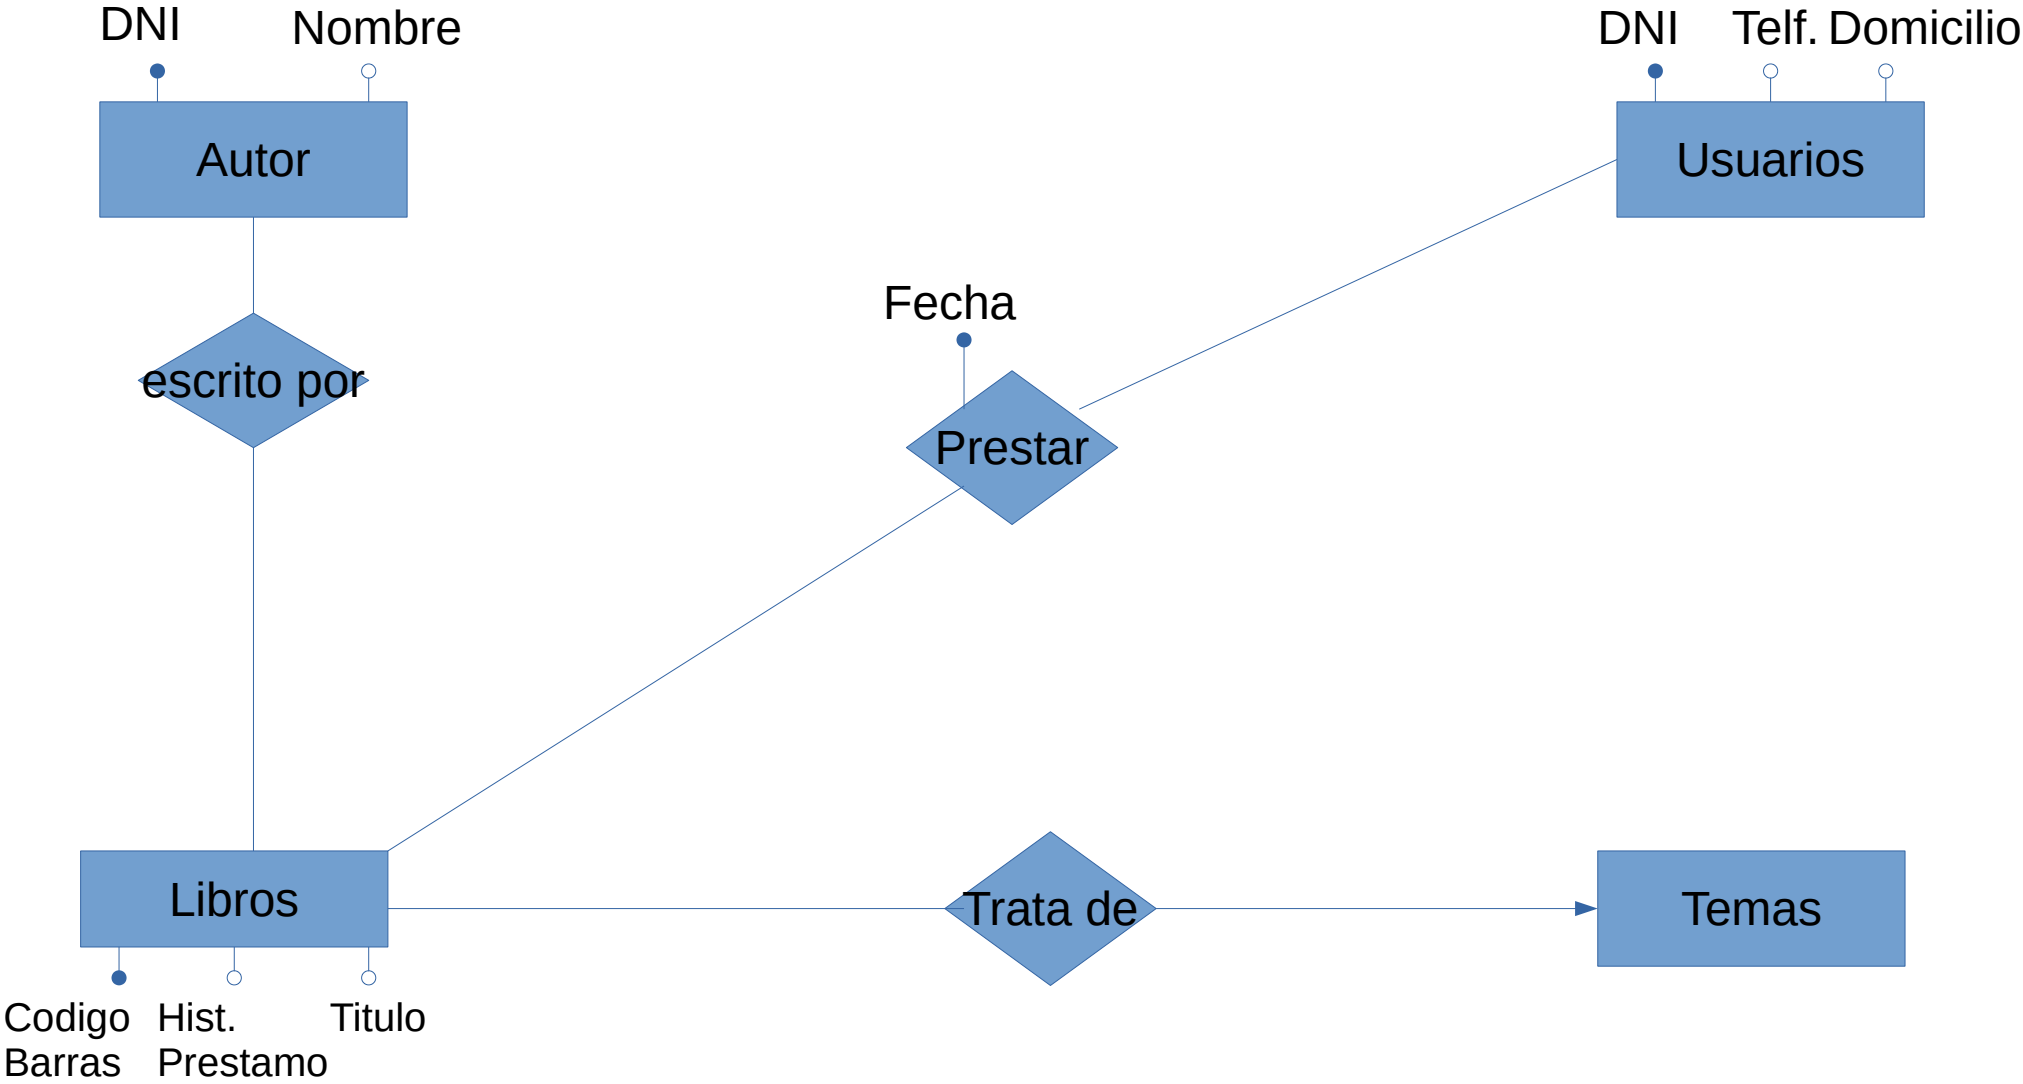 DNI
Nombre
DNI
Telf.
Domicilio
Autor
Usuarios
Fecha
escrito por
Prestar
Libros
Trata de
Temas
Codigo
Barras
Hist.
Prestamo
Titulo